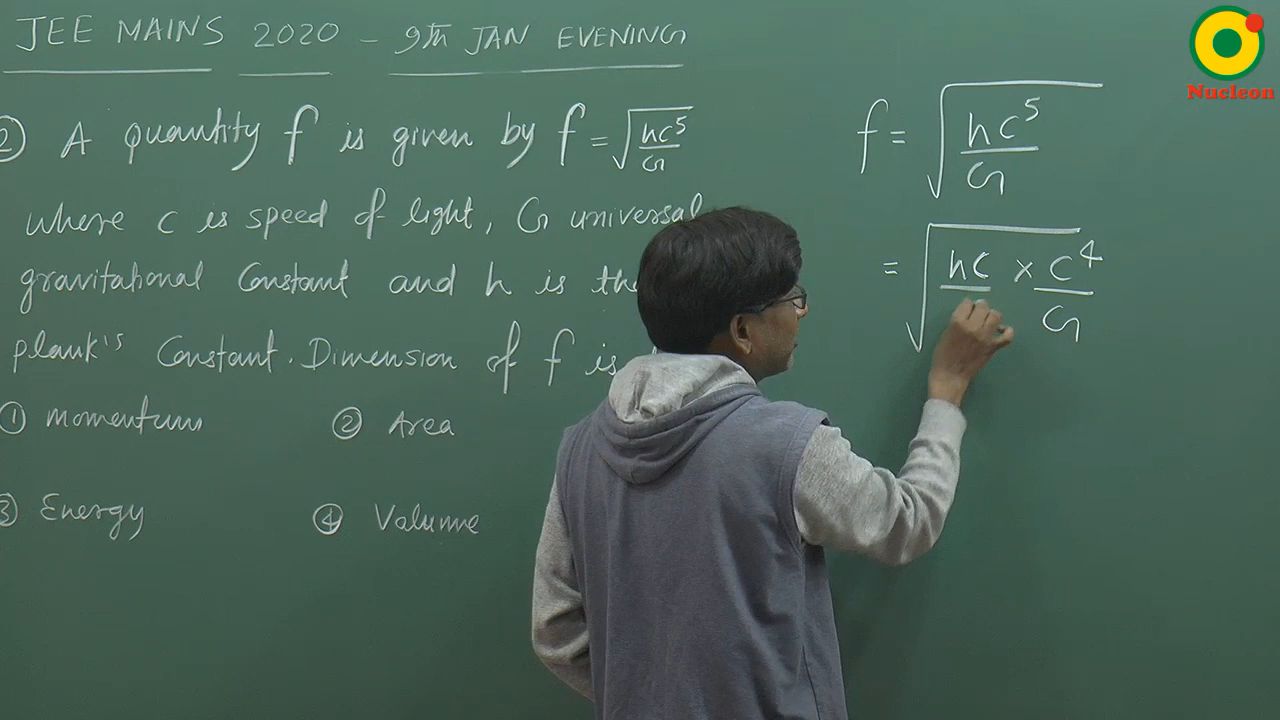 JEE MAINS 2020 - 9th JAN EVENING
② A quantity f is given by f = √(hc⁵/G)
where c is speed of light, G universal
gravitational Constant and h is the
plank's Constant. Dimension of f is
① Momentum ② Area
③ Energy ④ Volume
f = √(hc⁵/G)
= √(hc/ × c⁴/G)
Nucleon